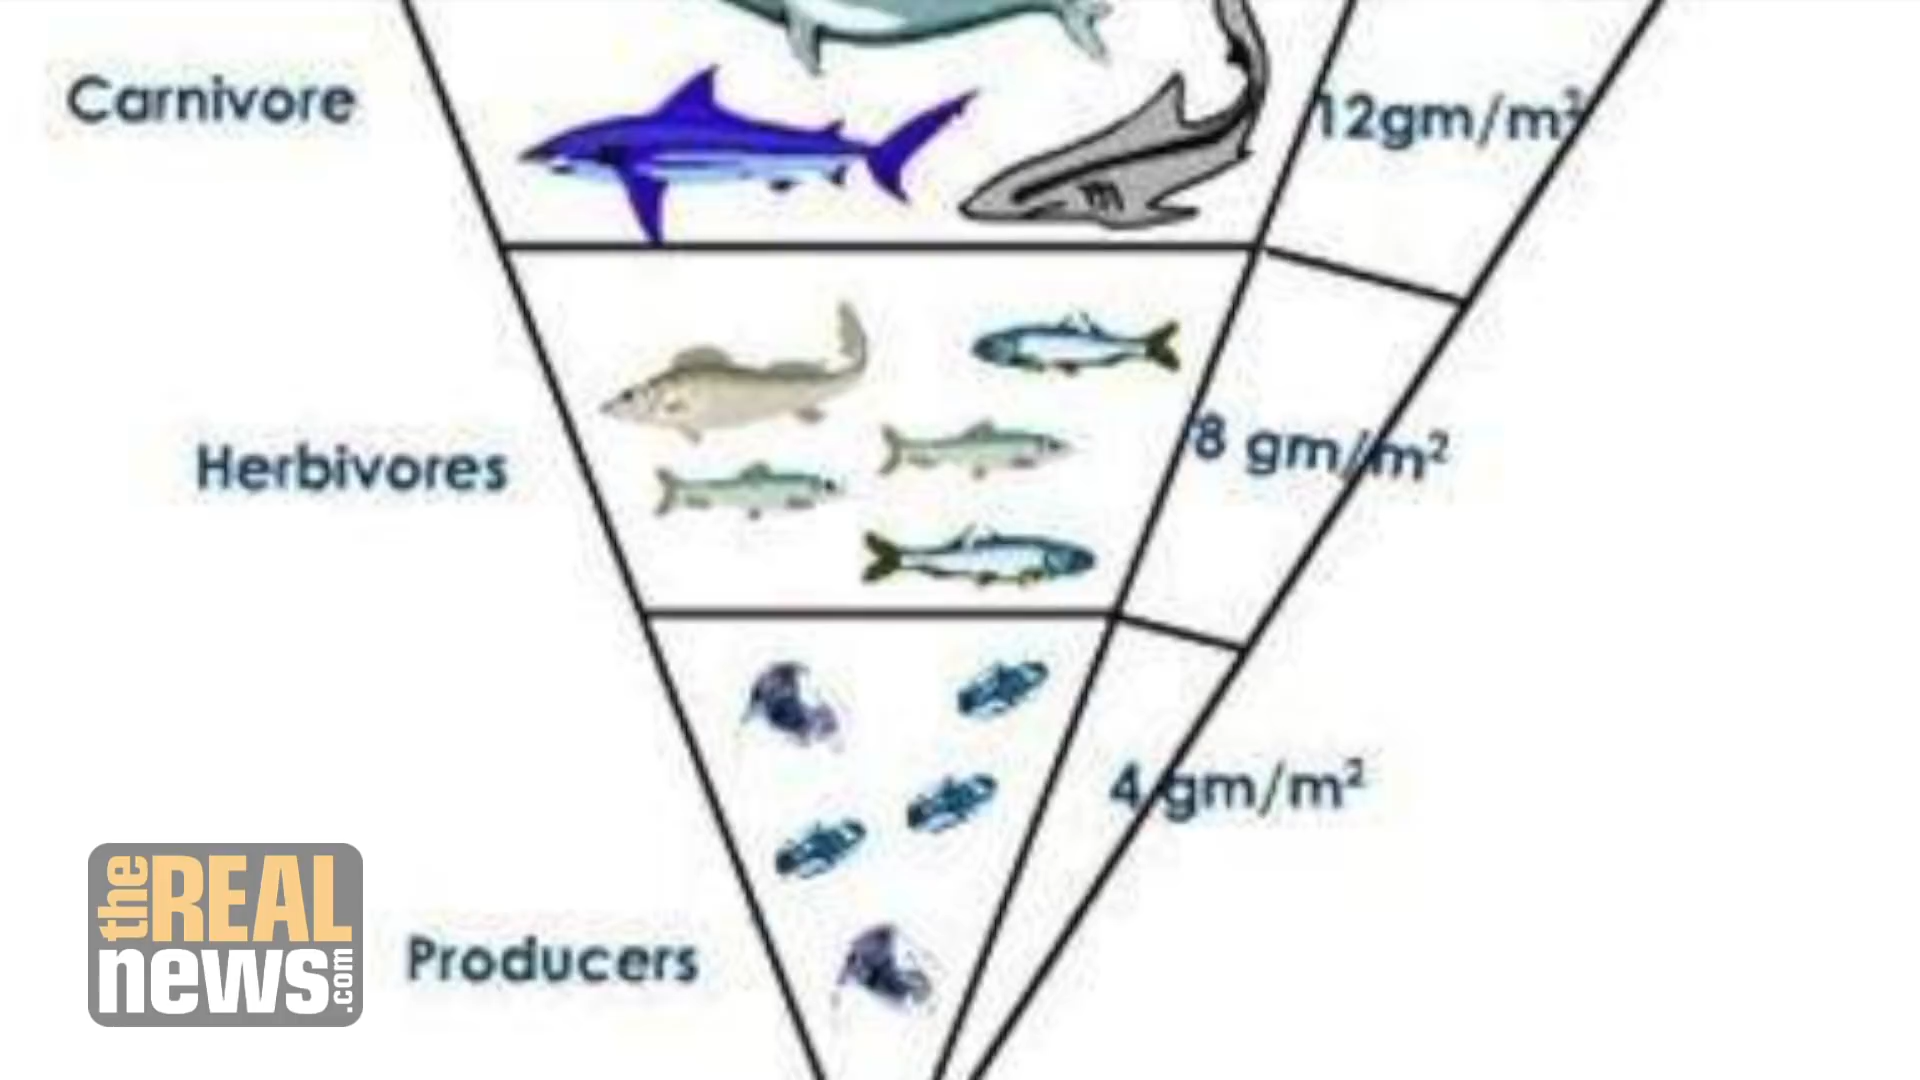 Carnivore
12gm/m²
Herbivores
8 gm/m²
4 gm/m²
Producers
the REAL
news.com